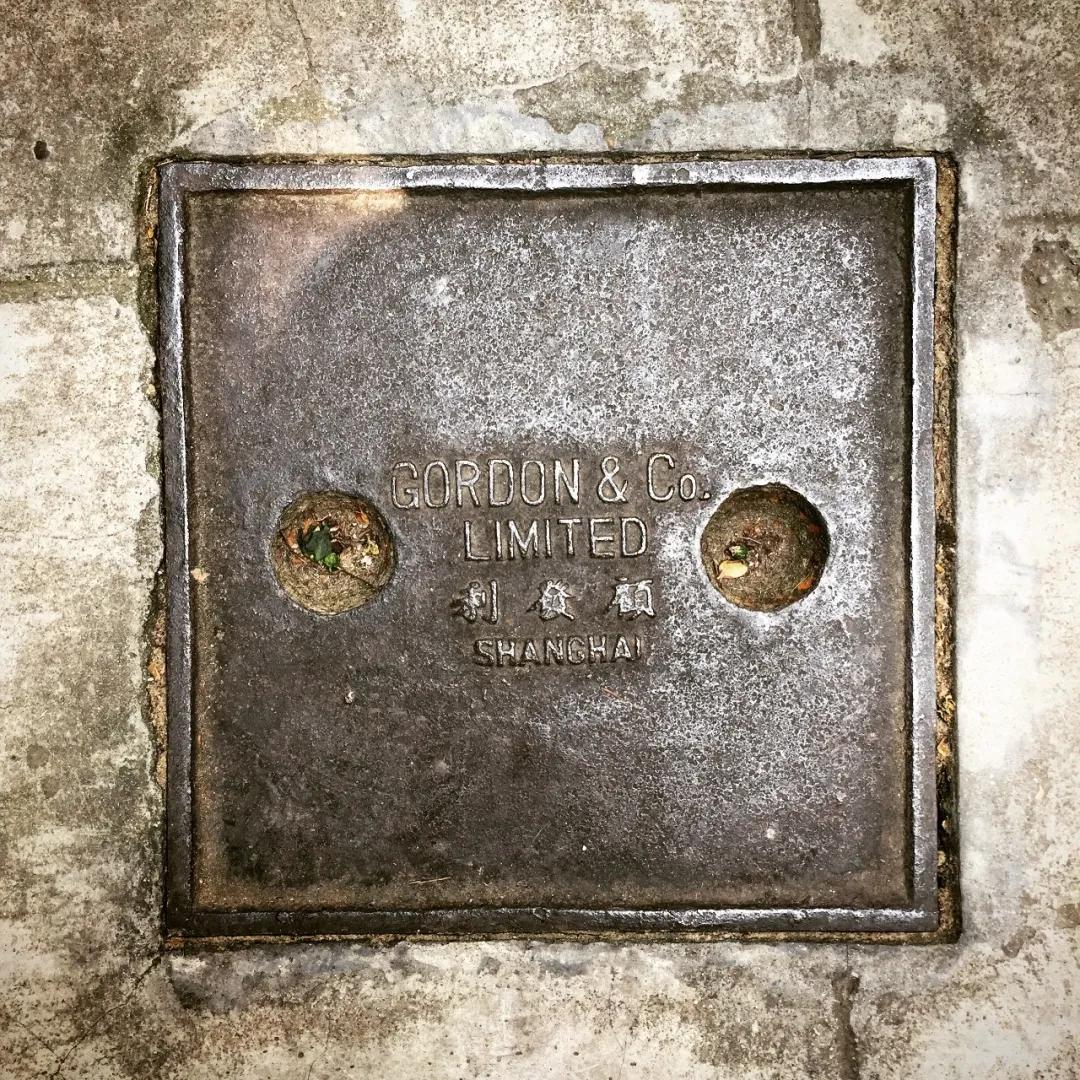 GORDON & Co.
LIMITED
顧發利
SHANGHAI